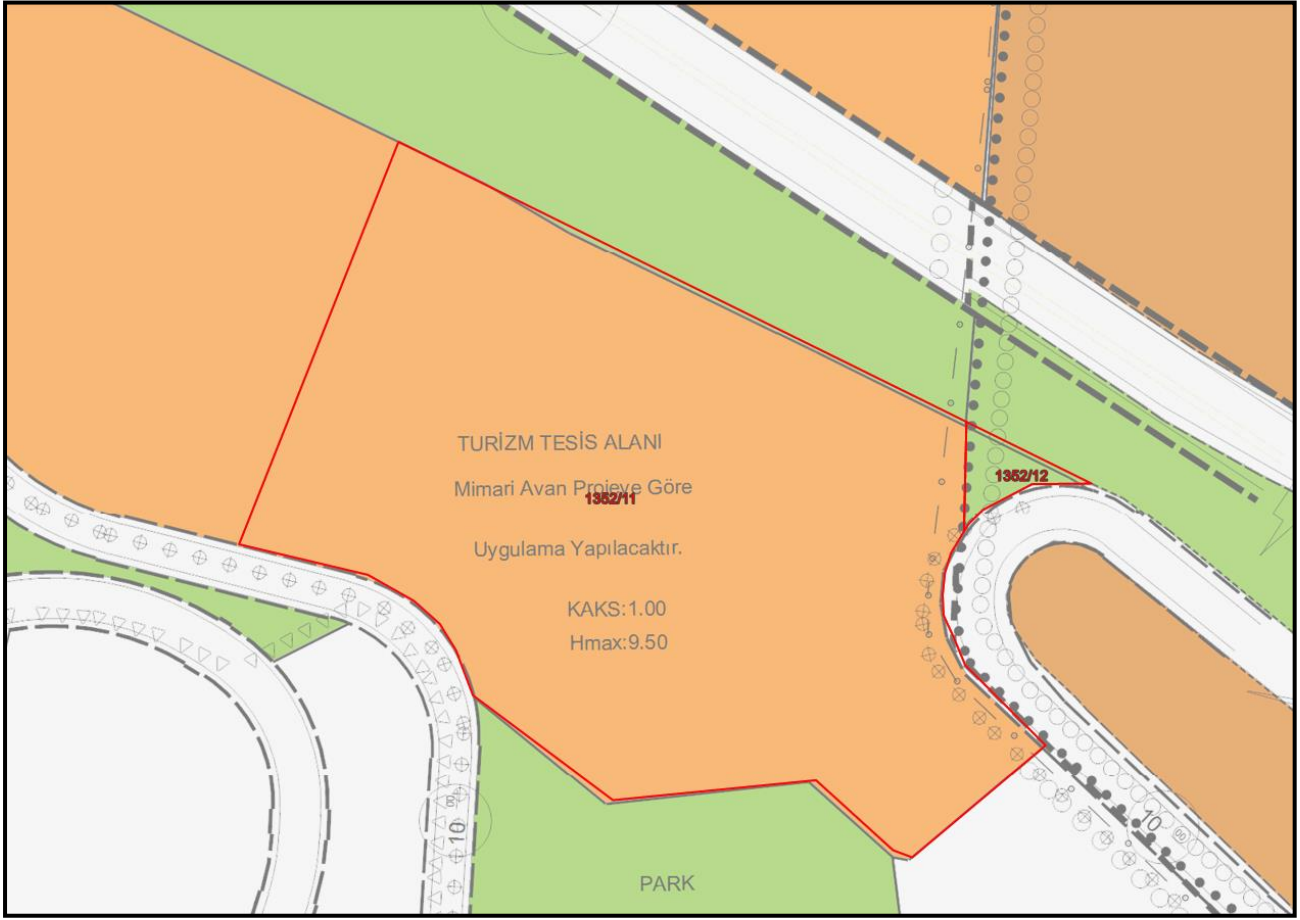 TURİZM TESİS ALANI
1352/12
Mimari Avan Projeye Göre
1352/11
Uygulama Yapılacaktır.
KAKS:1.00
Hmax:9.50
10
10
PARK